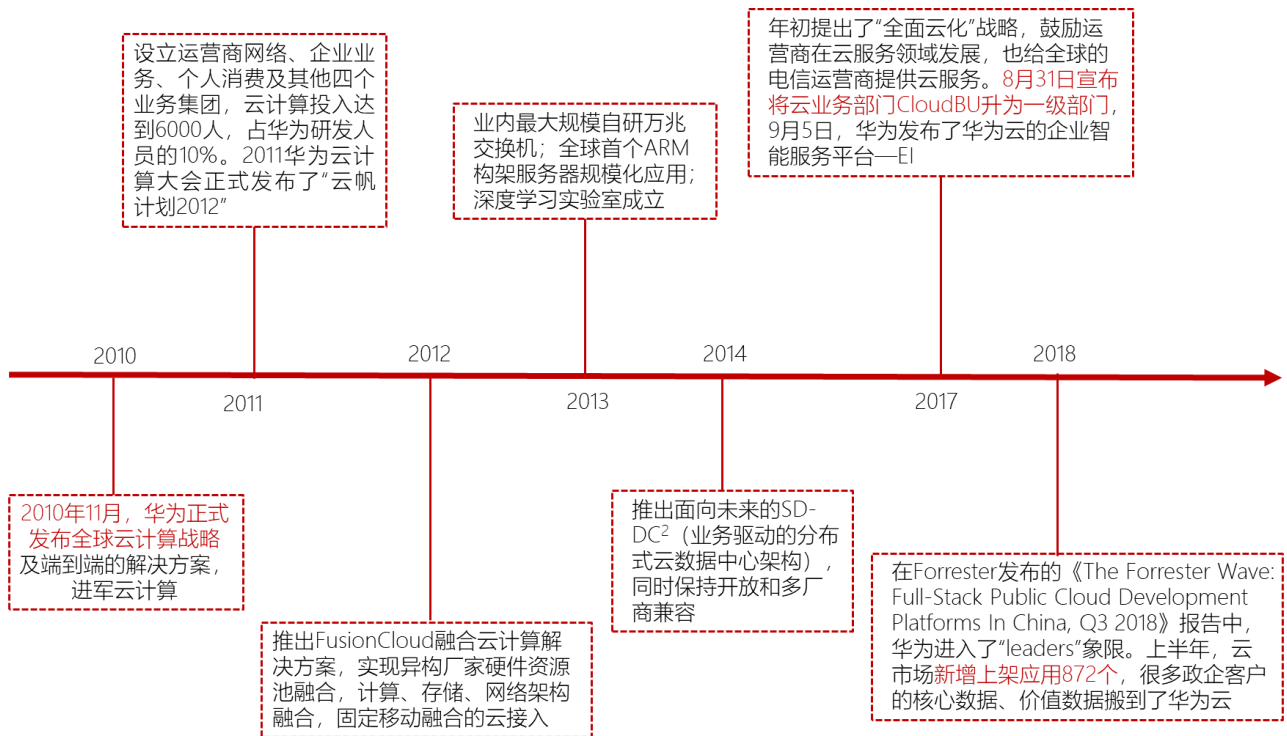 设立运营商网络、企业业
务、个人消费及其他四个
业务集团，云计算投入达
到6000人，占华为研发人
员的10%。2011华为云计
算大会正式发布了“云帆
计划2012”
业内最大规模自研万兆
交换机；全球首个ARM
构架服务器规模化应用；
深度学习实验室成立
年初提出了“全面云化”战略，鼓励运
营商在云服务领域发展，也给全球的
电信运营商提供云服务。8月31日宣布
将云业务部门CloudBU升为一级部门，
9月5日，华为发布了华为云的企业智
能服务平台—EI
2010
2012
2014
2018
2011
2013
2017
2010年11月，华为正式
发布全球云计算战略
及端到端的解决方案，
进军云计算
推出FusionCloud融合云计算解
决方案，实现异构厂家硬件资源
池融合，计算、存储、网络架构
融合，固定移动融合的云接入
推出面向未来的SD-
DC²（业务驱动的分布
式云数据中心架构），
同时保持开放和多厂
商兼容
在Forrester发布的《The Forrester Wave:
Full-Stack Public Cloud Development
Platforms In China, Q3 2018》报告中，
华为进入了“leaders”象限。上半年，云
市场新增上架应用872个，很多政企客户
的核心数据、价值数据搬到了华为云